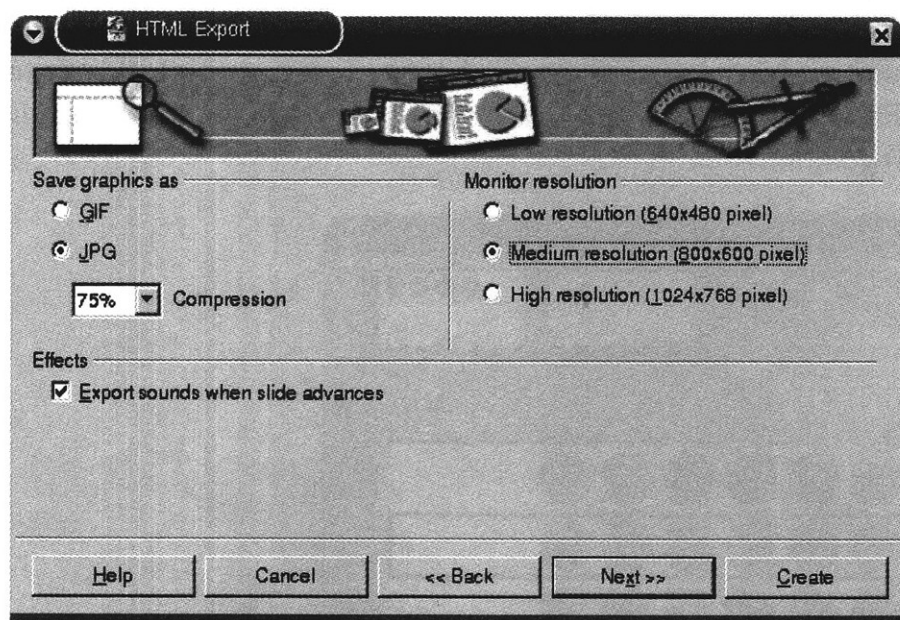 HTML Export
Save graphics as
GIF
JPG
75% Compression
Monitor resolution
Low resolution (640x480 pixel)
Medium resolution (800x600 pixel)
High resolution (1024x768 pixel)
Effects
Export sounds when slide advances
Help Cancel << Back Next >> Create